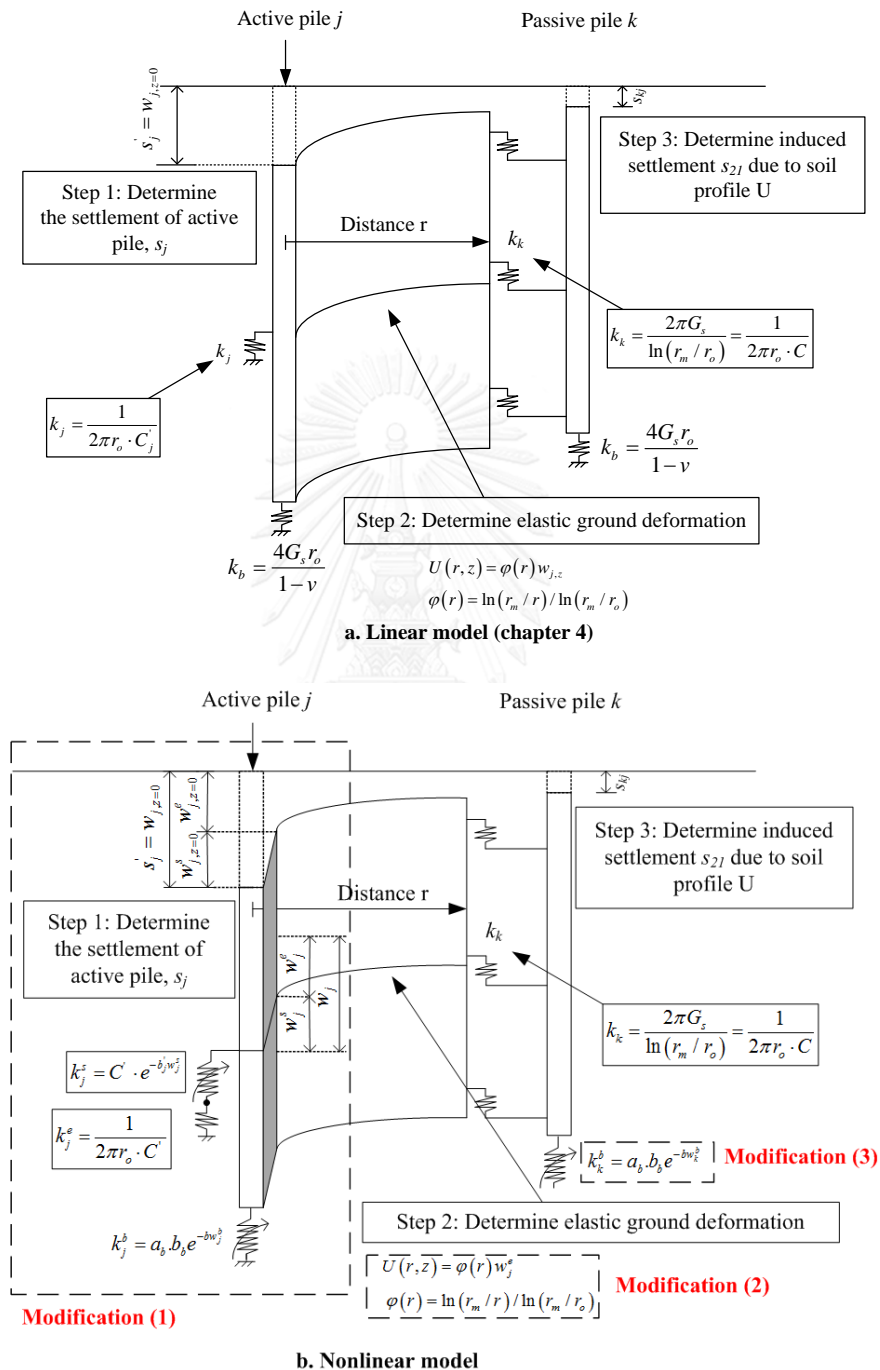 Active pile j
Passive pile k
s'_j = w_{j,z=0}
s_{kj}
Step 1: Determine
the settlement of active
pile, s_j
Step 3: Determine induced
settlement s_{21} due to soil
profile U
Distance r
k_k
k_j
k_k = 2πG_s / ln(r_m / r_o) = 1 / (2πr_o · C)
k_j = 1 / (2πr_o · C'_j)
k_b = 4G_s r_o / (1 − v)
Step 2: Determine elastic ground deformation
k_b = 4G_s r_o / (1 − v)
U(r, z) = φ(r) w_{j,z}
φ(r) = ln(r_m / r) / ln(r_m / r_o)
a. Linear model (chapter 4)
Active pile j
Passive pile k
s'_j = w_{j,z=0}
w^e_{j,z=0}
w^s_{j,z=0}
s_{kj}
Step 3: Determine induced
settlement s_{21} due to soil
profile U
Distance r
Step 1: Determine
the settlement of
active pile, s_j
w^e_j
w_j
w^s_j
k_k
k_k = 2πG_s / ln(r_m / r_o) = 1 / (2πr_o · C)
k^s_j = C' · e^{-b'_j w^s_j}
k^e_j = 1 / (2πr_o · C')
k^b_k = a_b.b_b e^{-bw^b_k}
Modification (3)
k^b_j = a_b.b_b e^{-bw^b_j}
Step 2: Determine elastic ground deformation
U(r, z) = φ(r) w^e_j
φ(r) = ln(r_m / r) / ln(r_m / r_o)
Modification (2)
Modification (1)
b. Nonlinear model